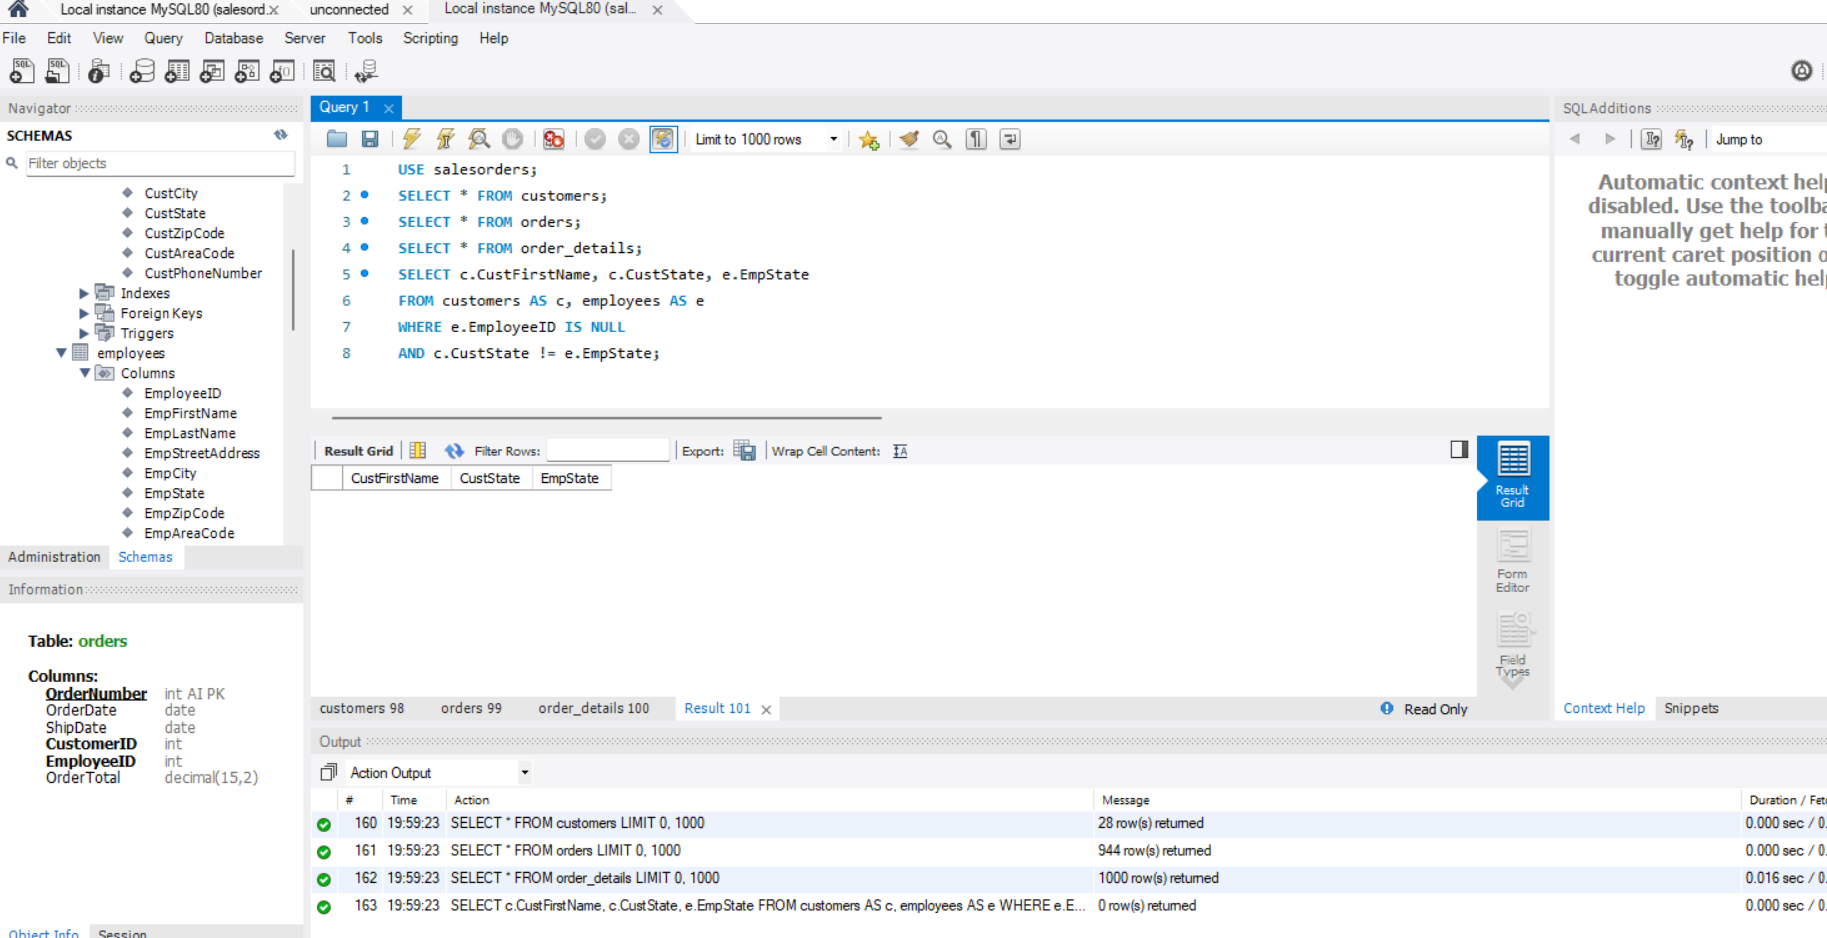 Local instance MySQL80 (salesord.x
unconnected
Local instance MySQL80 (sal...
File Edit View Query Database Server Tools Scripting Help
Navigator
SCHEMAS
Filter objects
CustCity
CustState
CustZipCode
CustAreaCode
CustPhoneNumber
Indexes
Foreign Keys
Triggers
employees
Columns
EmployeeID
EmpFirstName
EmpLastName
EmpStreetAddress
EmpCity
EmpState
EmpZipCode
EmpAreaCode
Administration Schemas
Information
Table: orders
Columns:
OrderNumber int AI PK
OrderDate date
ShipDate date
CustomerID int
EmployeeID int
OrderTotal decimal(15,2)
Object Info Session
Query 1
Limit to 1000 rows
1 USE salesorders;
2 SELECT * FROM customers;
3 SELECT * FROM orders;
4 SELECT * FROM order_details;
5 SELECT c.CustFirstName, c.CustState, e.EmpState
6 FROM customers AS c, employees AS e
7 WHERE e.EmployeeID IS NULL
8 AND c.CustState != e.EmpState;
Result Grid Filter Rows: Export: Wrap Cell Content:
CustFirstName CustState EmpState
Result
Grid
Form
Editor
Field
Types
customers 98 orders 99 order_details 100 Result 101 Read Only
Output
Action Output
# Time Action Message Duration / Fet
160 19:59:23 SELECT * FROM customers LIMIT 0, 1000 28 row(s) returned 0.000 sec / 0.
161 19:59:23 SELECT * FROM orders LIMIT 0, 1000 944 row(s) returned 0.000 sec / 0.
162 19:59:23 SELECT * FROM order_details LIMIT 0, 1000 1000 row(s) returned 0.016 sec / 0.
163 19:59:23 SELECT c.CustFirstName, c.CustState, e.EmpState FROM customers AS c, employees AS e WHERE e.E... 0 row(s) returned 0.000 sec / 0.
SQLAdditions
Jump to
Automatic context help
disabled. Use the toolba
manually get help for t
current caret position o
toggle automatic hel
Context Help Snippets